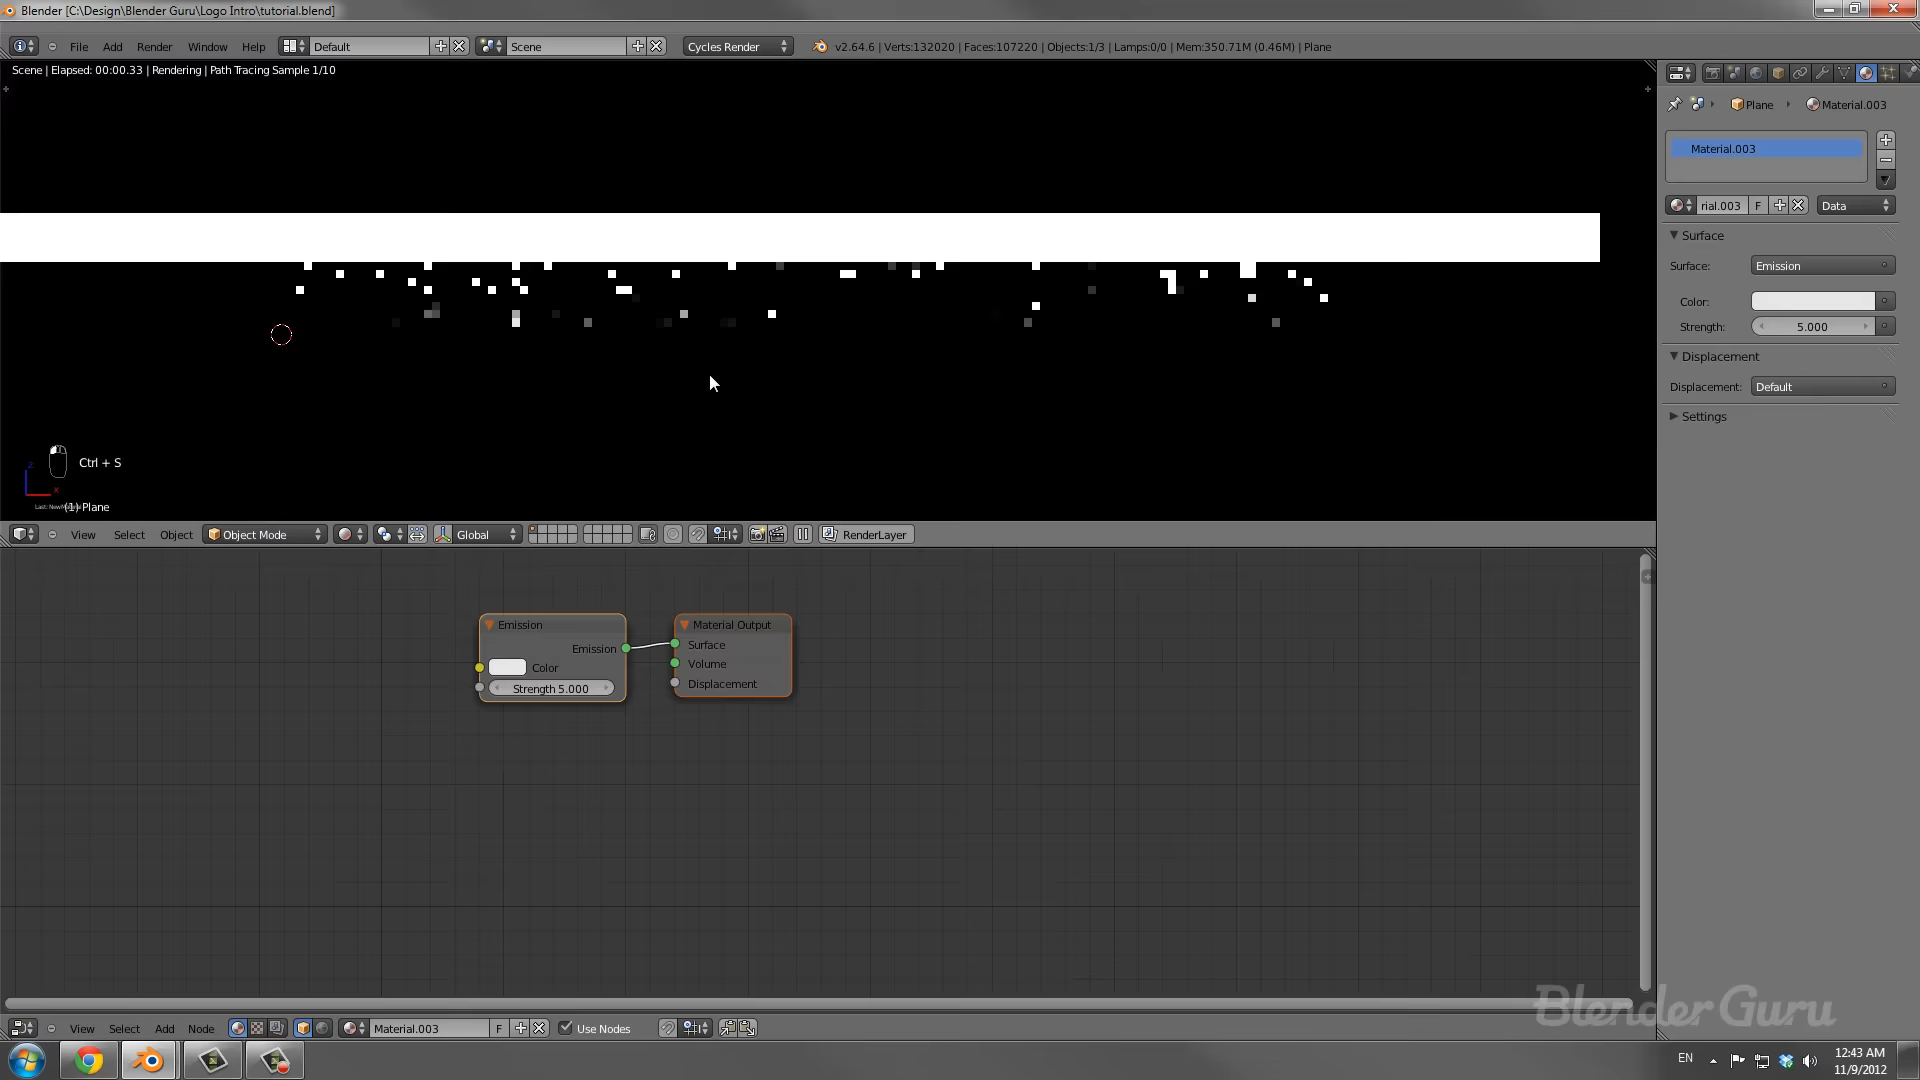 Blender [C:\Design\Blender Guru\Logo Intro\tutorial.blend]
File Add Render Window Help Default Scene Cycles Render v2.64.6 | Verts:132020 | Faces:107220 | Objects:1/3 | Lamps:0/0 | Mem:350.71M (0.46M) | Plane
Scene | Elapsed: 00:00.33 | Rendering | Path Tracing Sample 1/10
Plane Material.003
Material.003
rial.003 F Data
Surface
Surface: Emission
Color:
Strength: 5.000
Displacement
Displacement: Default
Settings
Ctrl + S
z
x
(1) Plane
View Select Object Object Mode Global RenderLayer
Emission
Emission
Color
Strength 5.000
Material Output
Surface
Volume
Displacement
BlenderGuru
View Select Add Node Material.003 F Use Nodes
EN
12:43 AM
11/9/2012